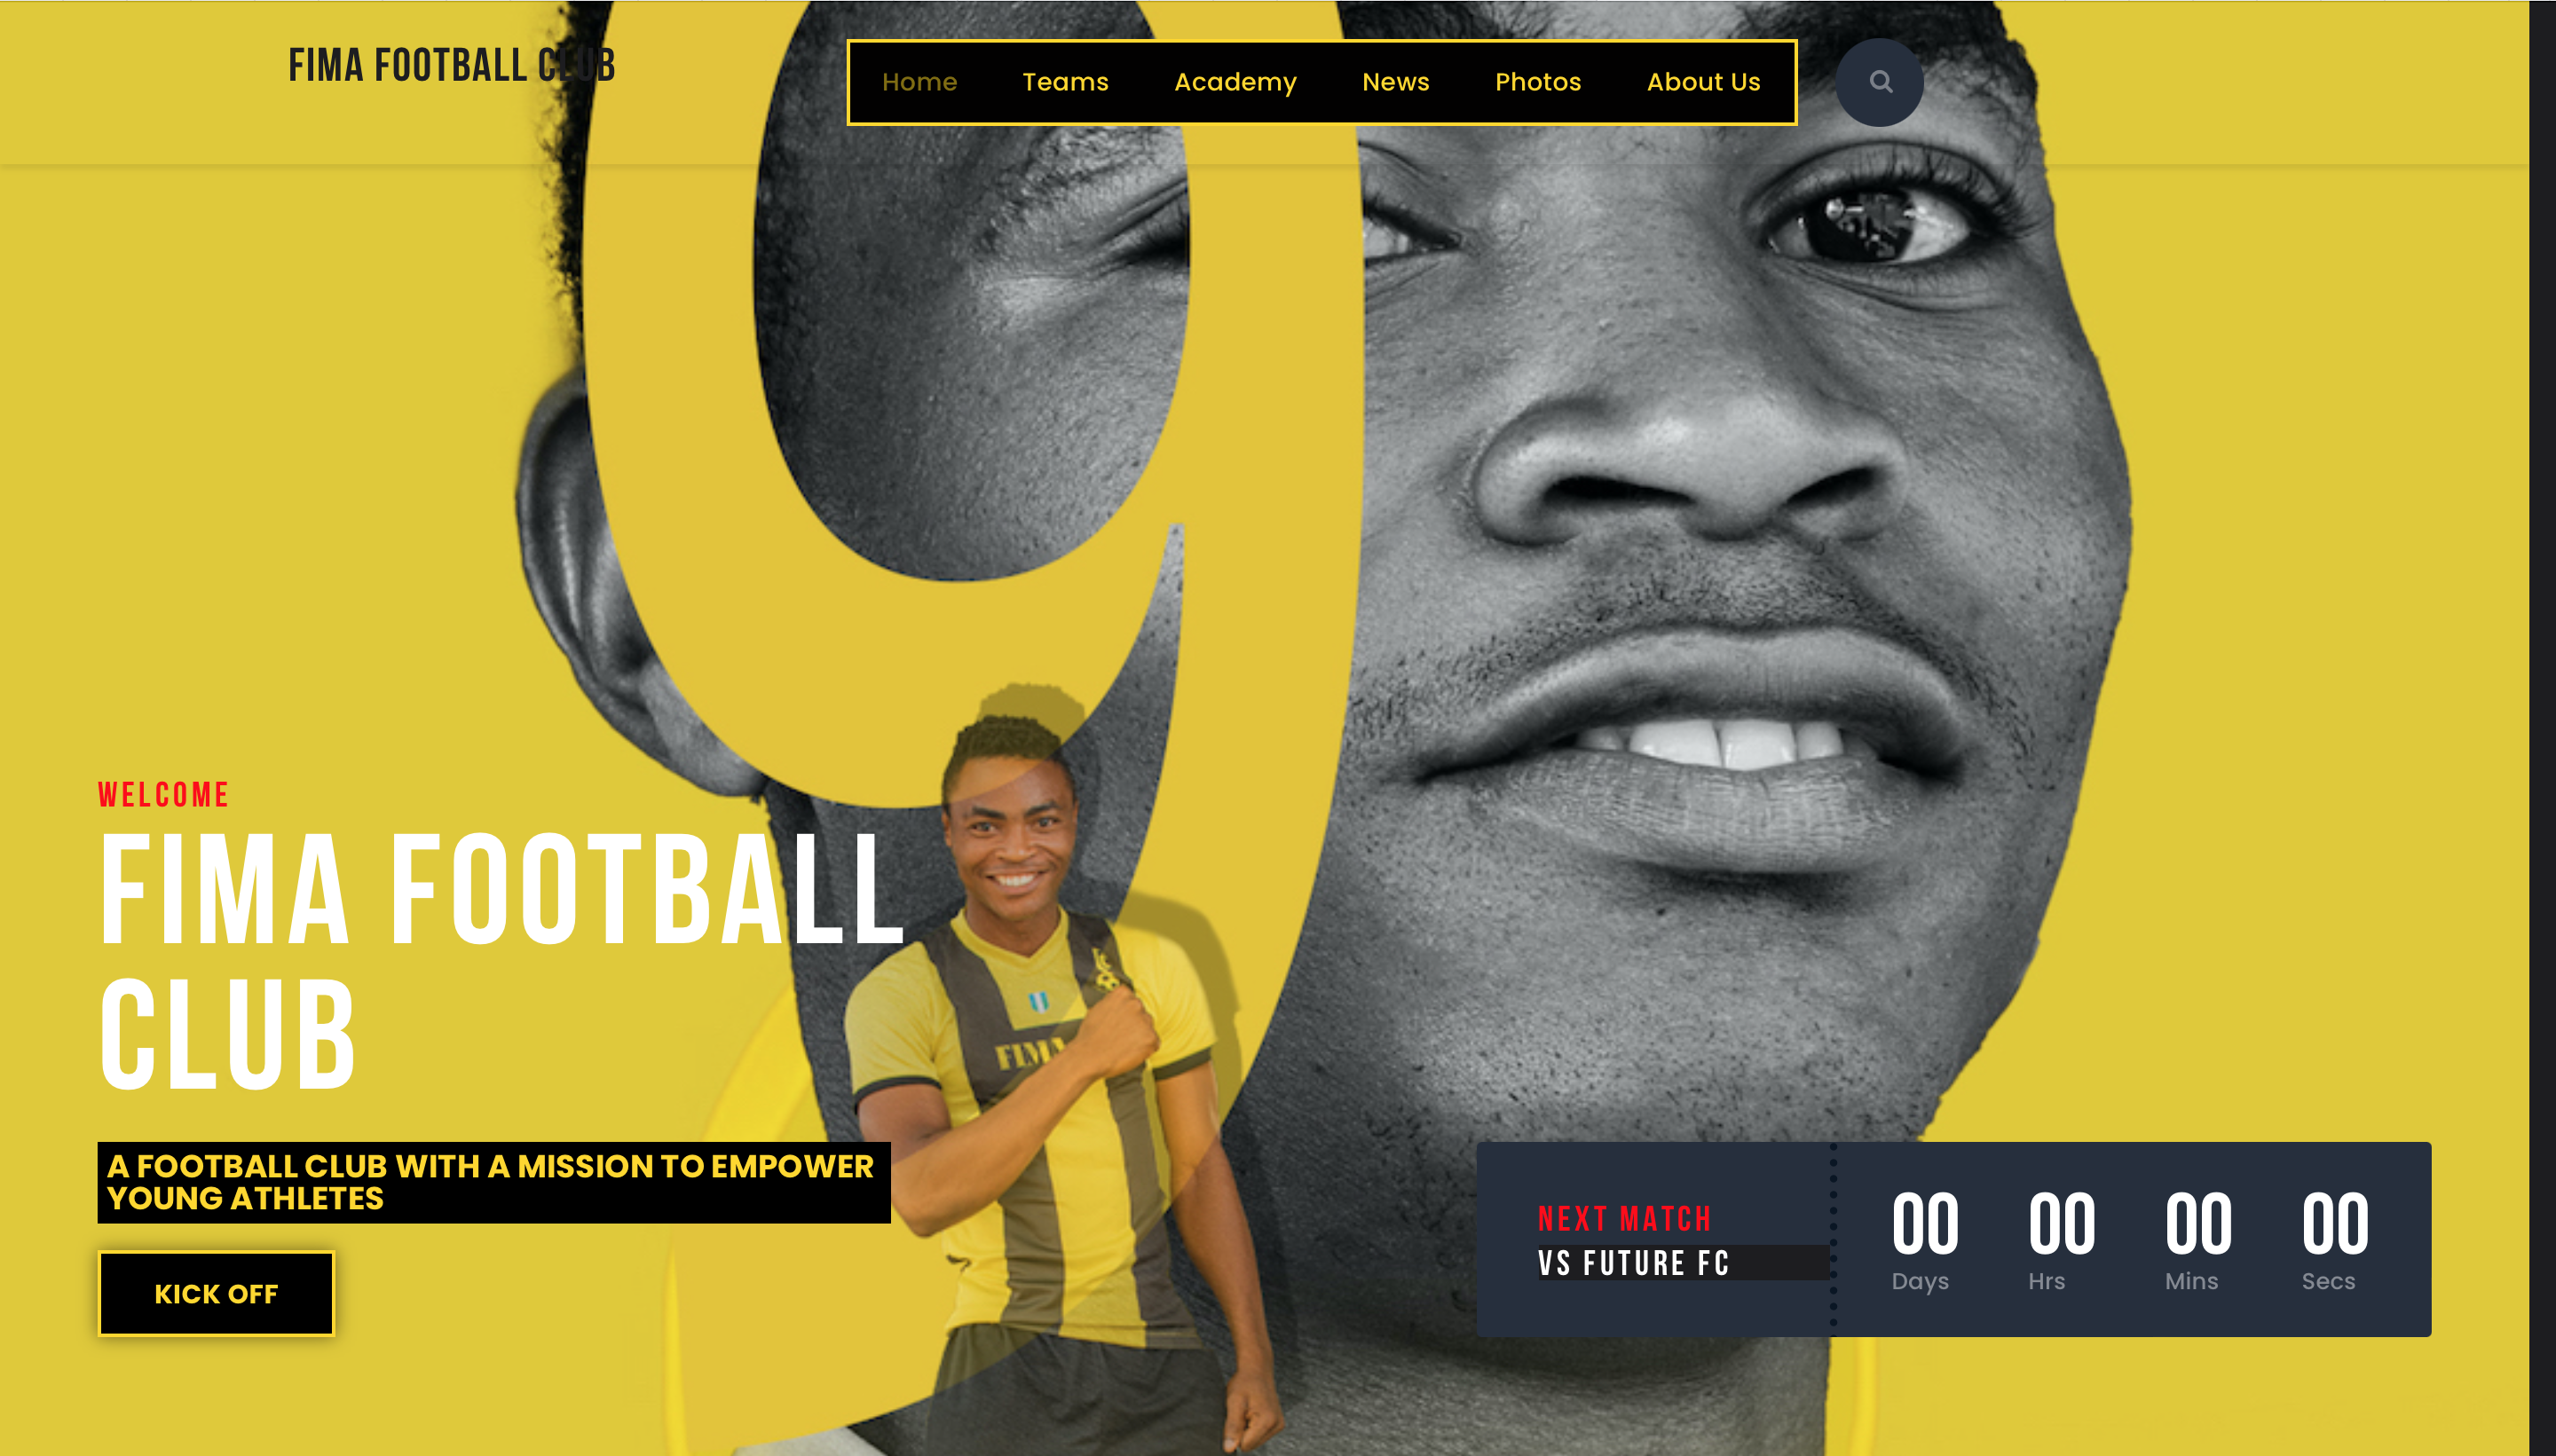 FIMA FOOTBALL CLUB
Home Teams Academy News Photos About Us
9
WELCOME
FIMA FOOTBALL
CLUB
FIMA
A FOOTBALL CLUB WITH A MISSION TO EMPOWER
YOUNG ATHLETES
KICK OFF
NEXT MATCH
VS FUTURE FC
00 00 00 00
Days Hrs Mins Secs